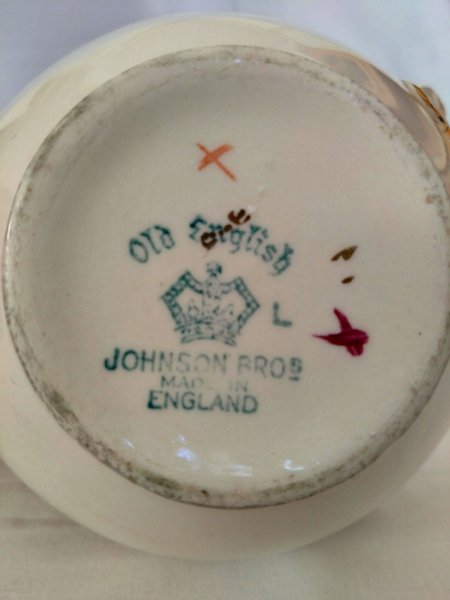 Old English
L
JOHNSON BROS
MADE IN
ENGLAND